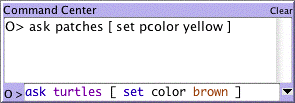 Command Center Clear
O> ask patches [ set pcolor yellow ]
O> ask turtles [ set color brown ]